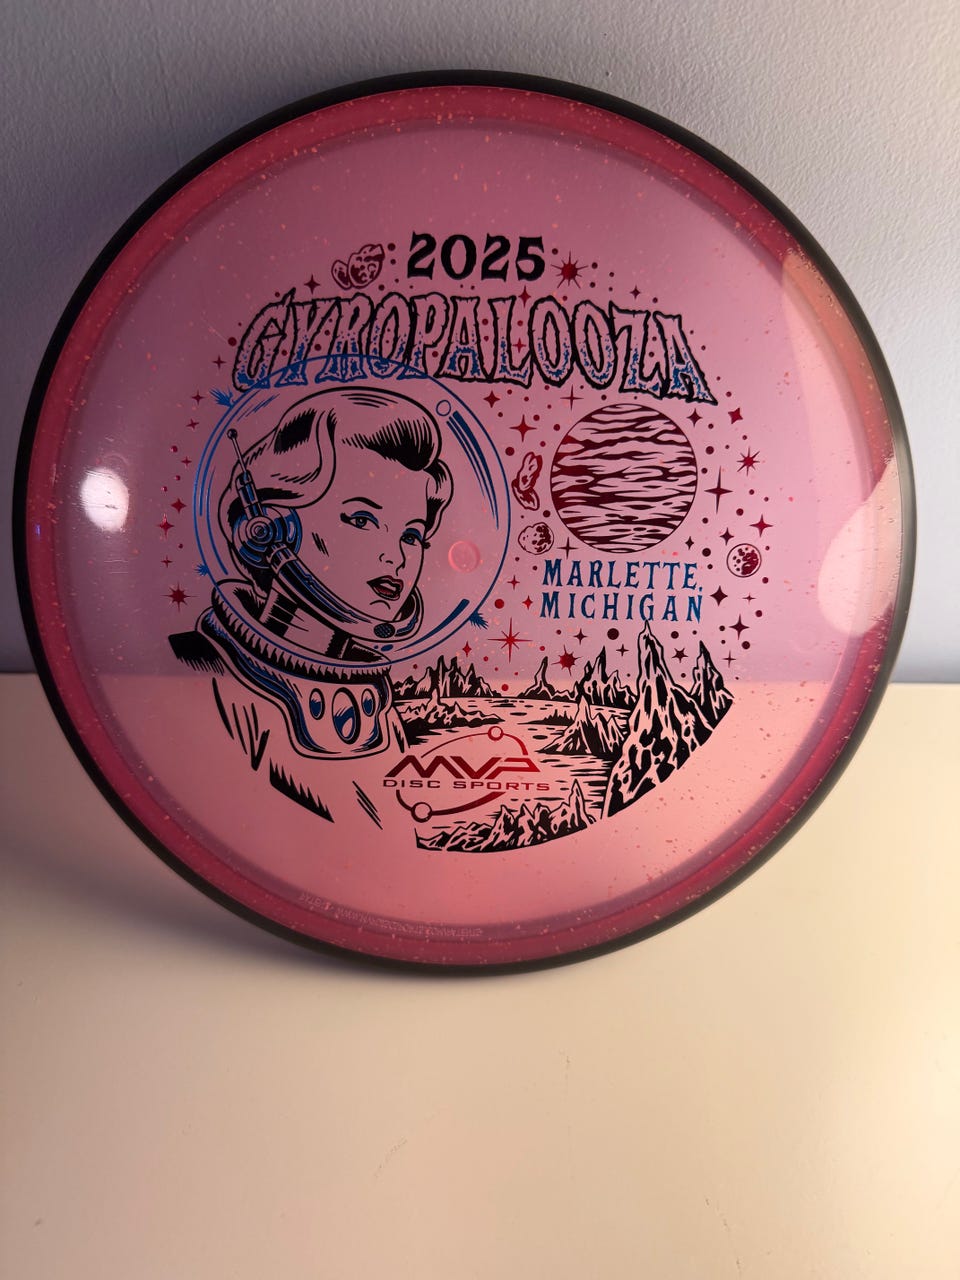 2025
GYROPALOOZA
MARLETTE,
MICHIGAN
MVP
DISC SPORTS